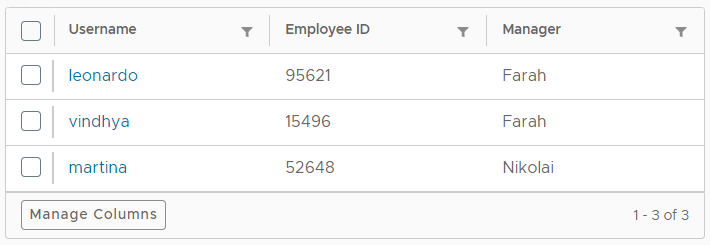 Username Employee ID Manager
leonardo 95621 Farah
vindhya 15496 Farah
martina 52648 Nikolai
Manage Columns 1 - 3 of 3